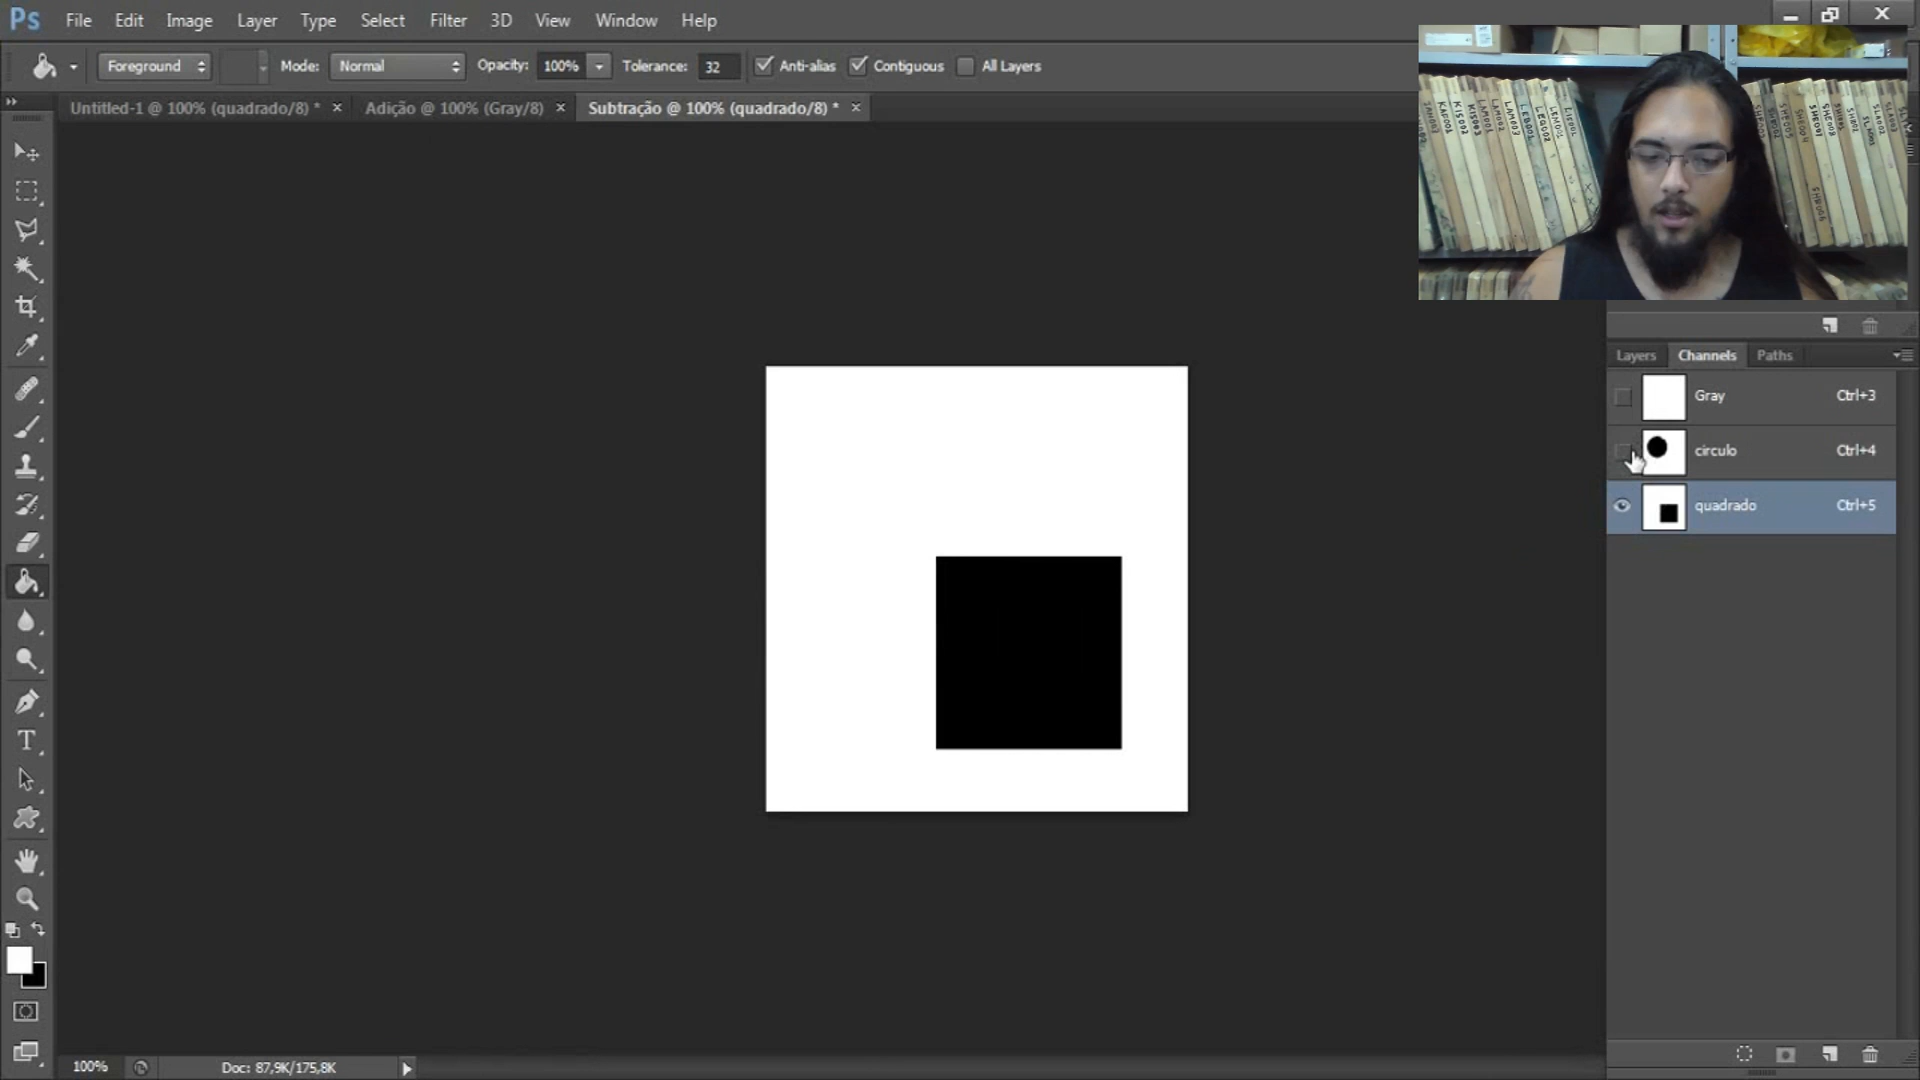 Ps File Edit Image Layer Type Select Filter 3D View Window Help
Foreground Mode: Normal Opacity: 100% Tolerance: 32 Anti-alias Contiguous All Layers
Untitled-1 @ 100% (quadrado/8) * × Adição @ 100% (Gray/8) × Subtração @ 100% (quadrado/8) * ×
Layers Channels Paths
Gray Ctrl+3
círculo Ctrl+4
quadrado Ctrl+5
T
100% Doc: 87,9K/175,8K